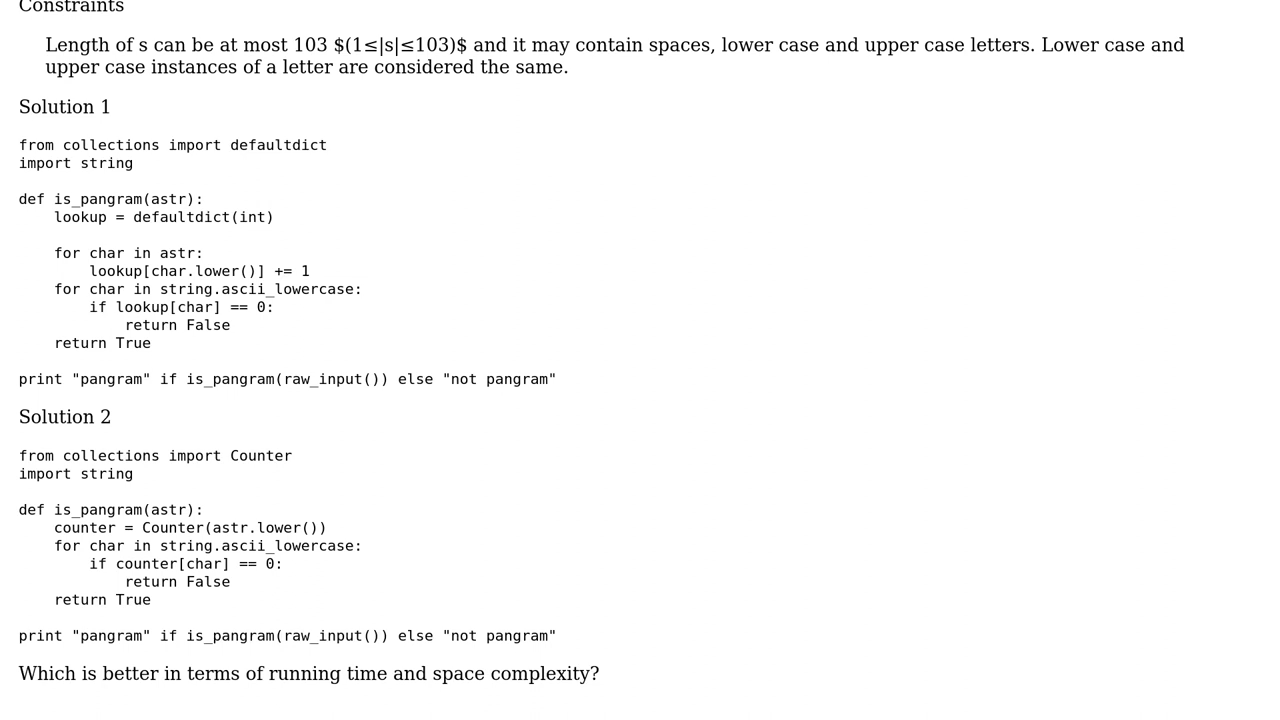 Constraints
Length of s can be at most 103 $(1≤|s|≤103)$ and it may contain spaces, lower case and upper case letters. Lower case and
upper case instances of a letter are considered the same.
Solution 1
from collections import defaultdict
import string
def is_pangram(astr):
    lookup = defaultdict(int)
    for char in astr:
        lookup[char.lower()] += 1
    for char in string.ascii_lowercase:
        if lookup[char] == 0:
            return False
    return True
print "pangram" if is_pangram(raw_input()) else "not pangram"
Solution 2
from collections import Counter
import string
def is_pangram(astr):
    counter = Counter(astr.lower())
    for char in string.ascii_lowercase:
        if counter[char] == 0:
            return False
    return True
print "pangram" if is_pangram(raw_input()) else "not pangram"
Which is better in terms of running time and space complexity?